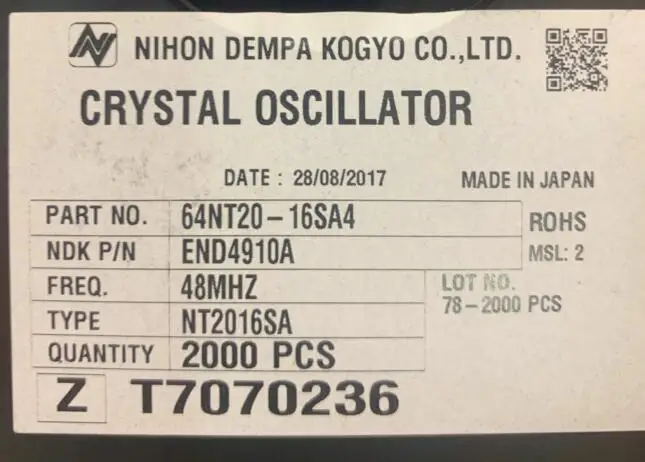 NIHON DEMPA KOGYO CO.,LTD.
CRYSTAL OSCILLATOR
DATE : 28/08/2017 MADE IN JAPAN
PART NO. 64NT20-16SA4 ROHS
NDK P/N END4910A MSL: 2
FREQ. 48MHZ LOT NO.
78-2000 PCS
TYPE NT2016SA
QUANTITY 2000 PCS
Z T7070236